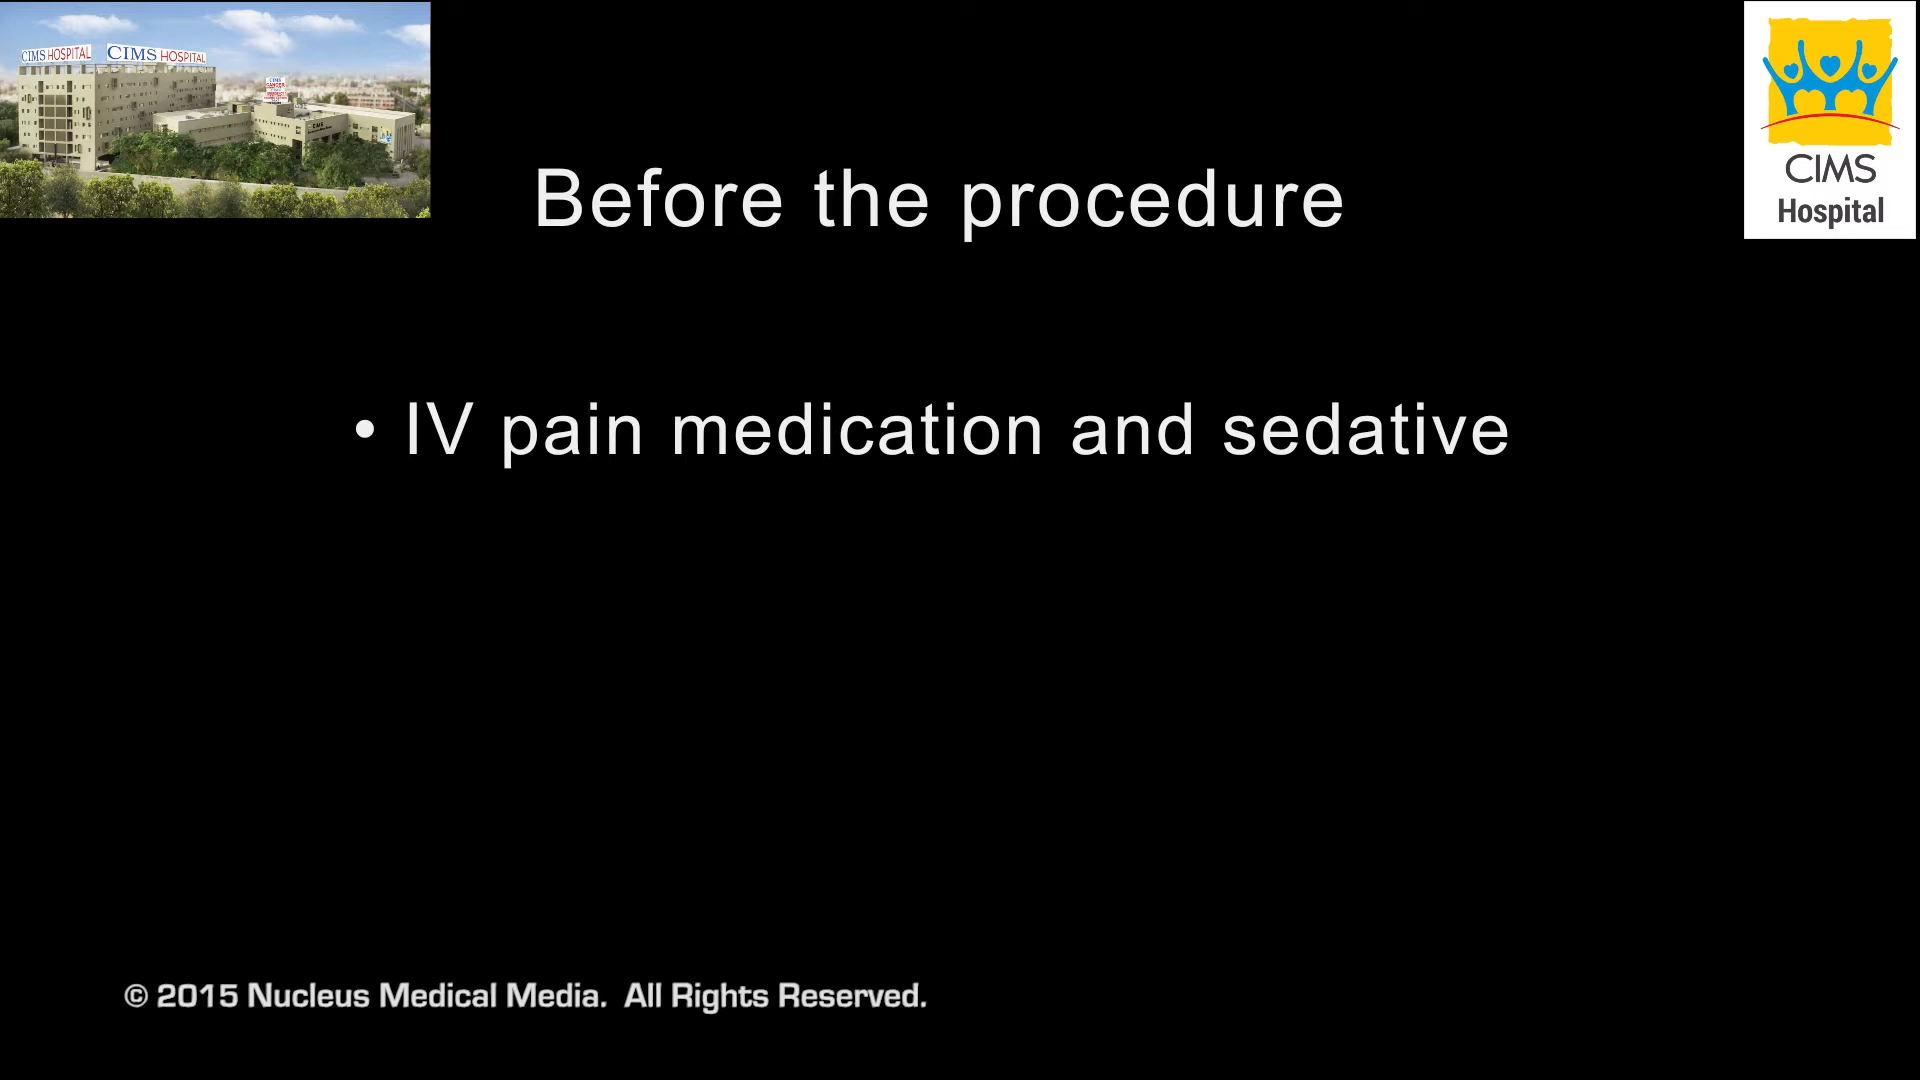 CIMS HOSPITAL CIMS HOSPITAL
CIMS
Hospital
Before the procedure
• IV pain medication and sedative
© 2015 Nucleus Medical Media. All Rights Reserved.